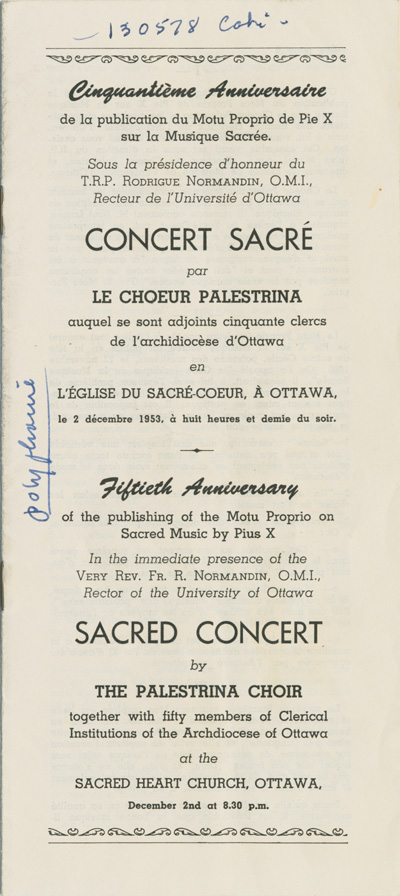 130578 Cahi -
Cinquantième Anniversaire
de la publication du Motu Proprio de Pie X
sur la Musique Sacrée.
Sous la présidence d'honneur du
T.R.P. RODRIGUE NORMANDIN, O.M.I.,
Recteur de l'Université d'Ottawa
CONCERT SACRÉ
par
LE CHOEUR PALESTRINA
auquel se sont adjoints cinquante clercs
de l'archidiocèse d'Ottawa
en
L'ÉGLISE DU SACRÉ-COEUR, À OTTAWA,
le 2 décembre 1953, à huit heures et demie du soir.
polyphonie
Fiftieth Anniversary
of the publishing of the Motu Proprio on
Sacred Music by Pius X
In the immediate presence of the
VERY REV. FR. R. NORMANDIN, O.M.I.,
Rector of the University of Ottawa
SACRED CONCERT
by
THE PALESTRINA CHOIR
together with fifty members of Clerical
Institutions of the Archdiocese of Ottawa
at the
SACRED HEART CHURCH, OTTAWA,
December 2nd at 8.30 p.m.